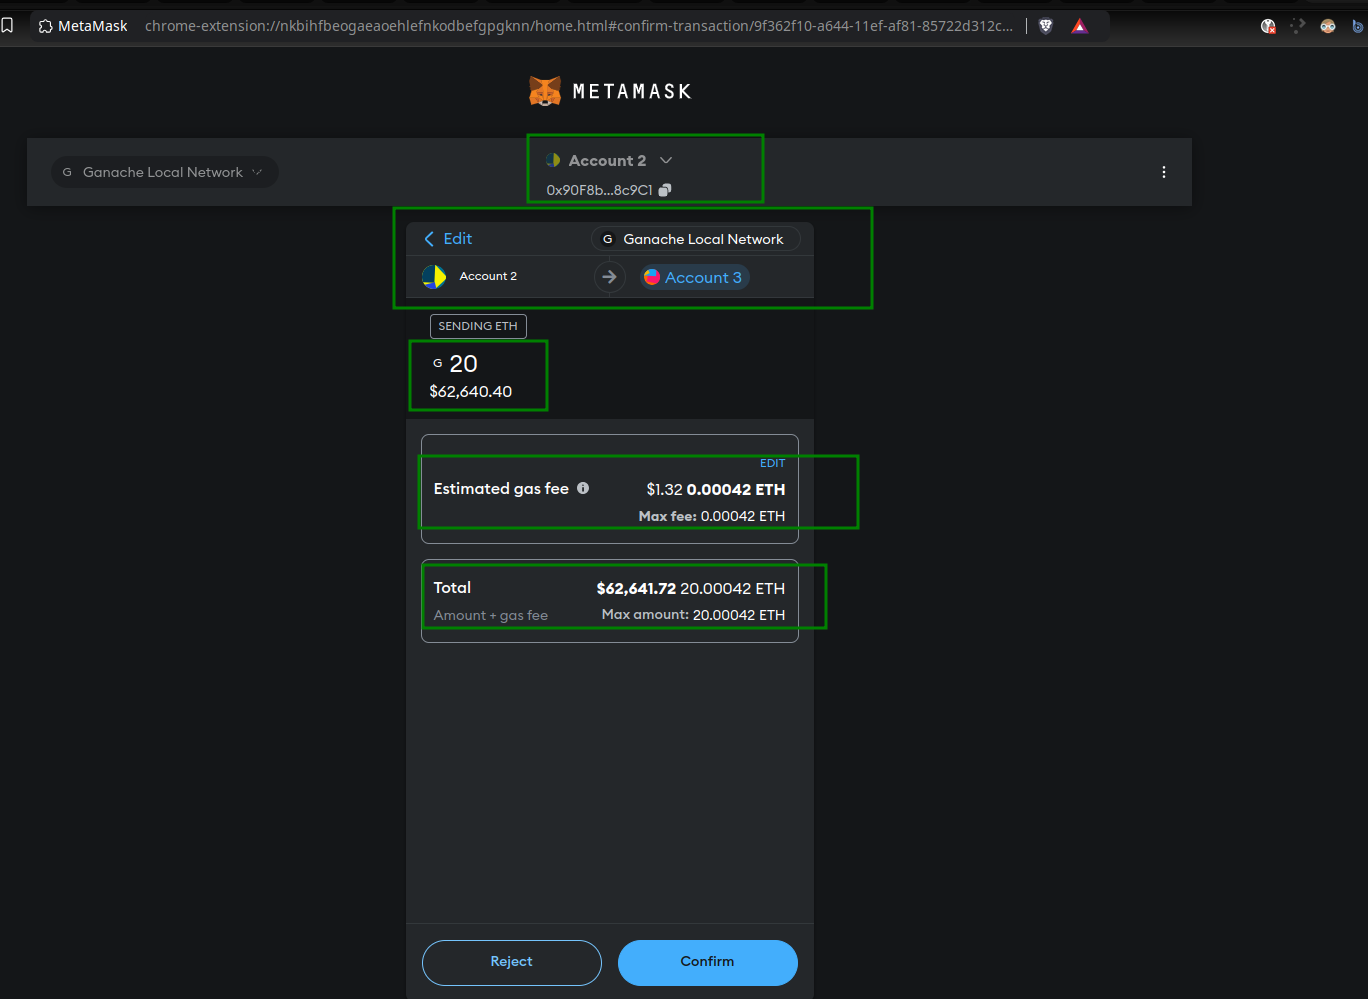 MetaMask chrome-extension://nkbihfbeogaeaoehlefnkodbefgpgknn/home.html#confirm-transaction/9f362f10-a644-11ef-af81-85722d312c...
METAMASK
G Ganache Local Network
Account 2
0x90F8b...8c9C1
Edit
G Ganache Local Network
Account 2
Account 3
SENDING ETH
G 20
$62,640.40
EDIT
Estimated gas fee $1.32 0.00042 ETH
Max fee: 0.00042 ETH
Total $62,641.72 20.00042 ETH
Amount + gas fee Max amount: 20.00042 ETH
Reject
Confirm